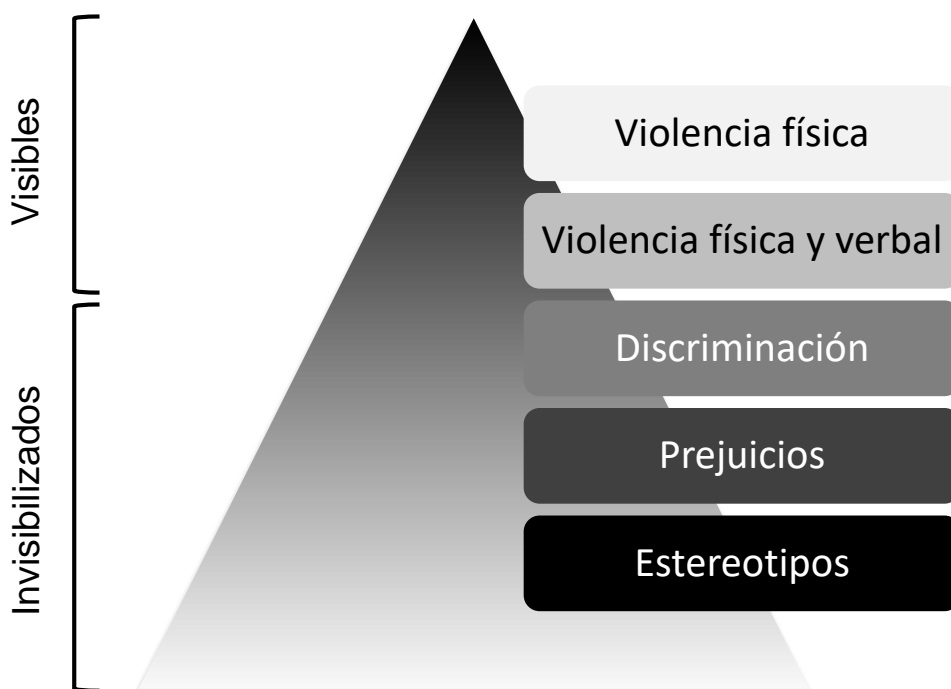 Visibles
Violencia física
Violencia física y verbal
Discriminación
Invisibilizados
Prejuicios
Estereotipos